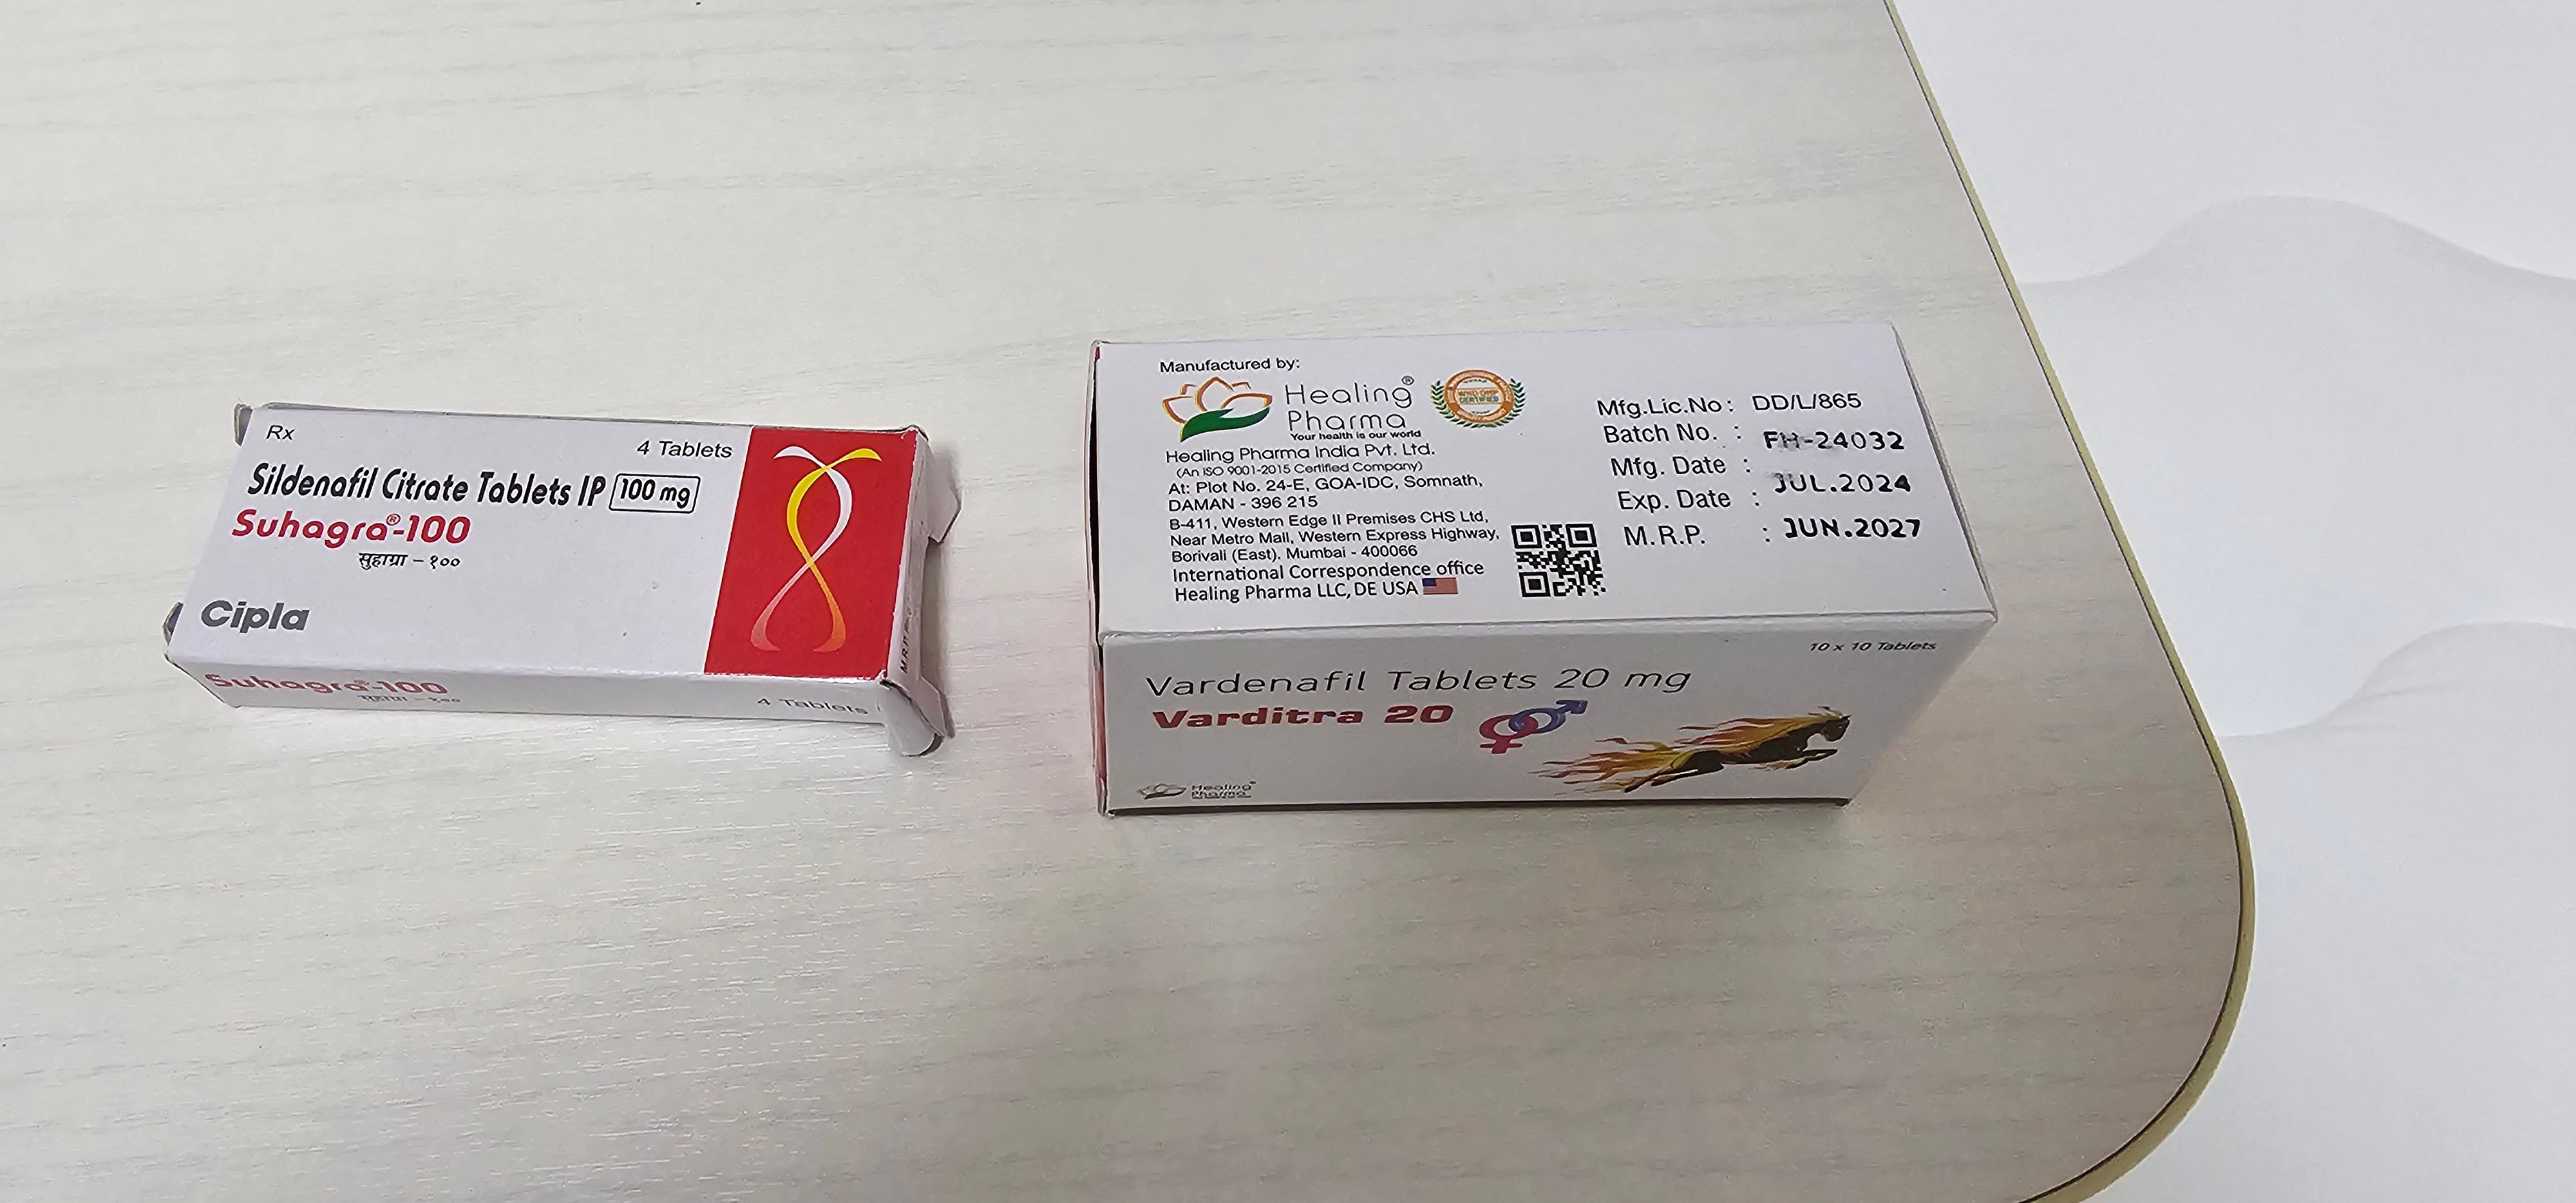 Rx
4 Tablets
Sildenafil Citrate Tablets IP 100 mg
Suhagra®-100
सुहाग्रा – १००
Cipla
Suhagra®-100
सुहाग्रा – १००
4 Tablets
Manufactured by:
Healing®
Pharma
Your health is our world
WHO GMP
CERTIFIED
Healing Pharma India Pvt. Ltd.
(An ISO 9001-2015 Certified Company)
At: Plot No. 24-E, GOA-IDC, Somnath,
DAMAN - 396 215
B-411, Western Edge II Premises CHS Ltd,
Near Metro Mall, Western Express Highway,
Borivali (East). Mumbai - 400066
International Correspondence office
Healing Pharma LLC, DE USA
Mfg.Lic.No : DD/L/865
Batch No. : FH-24032
Mfg. Date : JUL.2024
Exp. Date :
M.R.P. : JUN.2027
10 x 10 Tablets
Vardenafil Tablets 20 mg
Varditra 20
Healing
Pharma